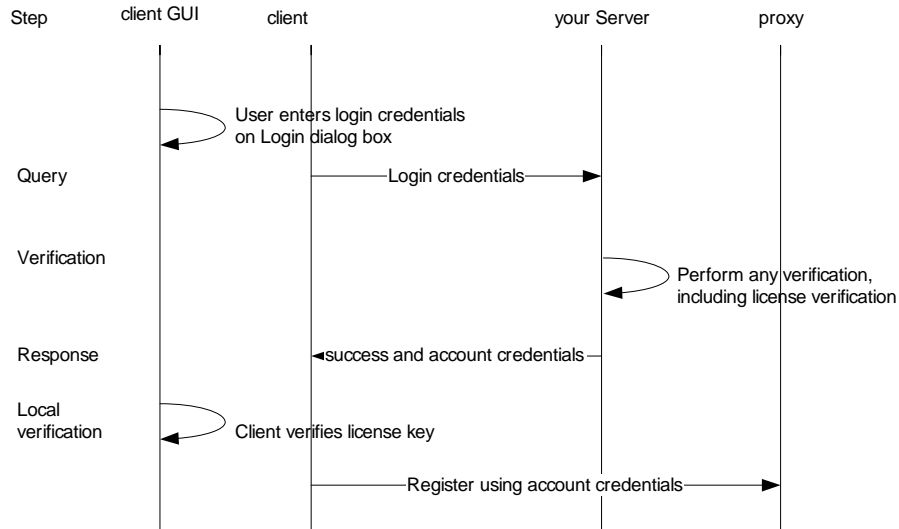 Step
client GUI
client
your Server
proxy
User enters login credentials
on Login dialog box
Query
Login credentials
Verification
Perform any verification,
including license verification
Response
success and account credentials
Local
verification
Client verifies license key
Register using account credentials